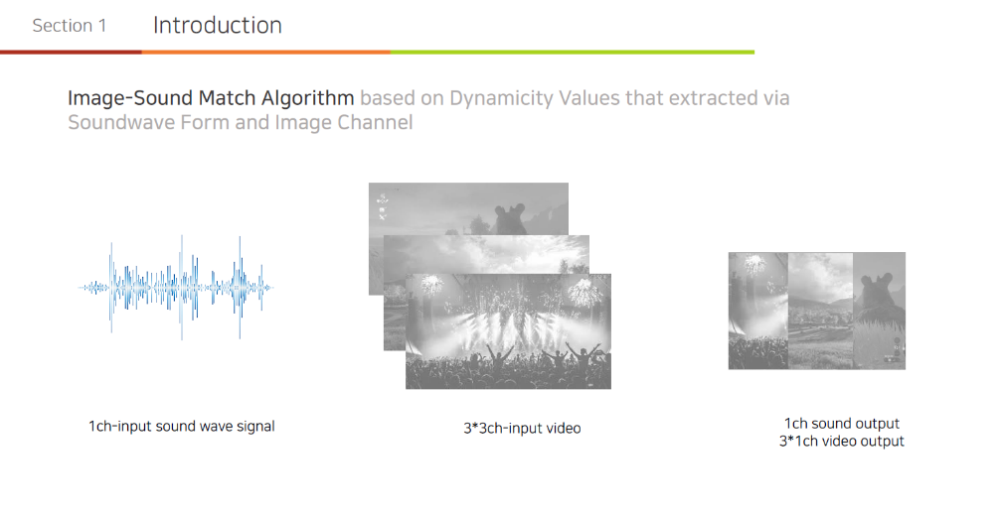 Section 1
Introduction
Image-Sound Match Algorithm based on Dynamicity Values that extracted via
Soundwave Form and Image Channel
1ch-input sound wave signal
3*3ch-input video
1ch sound output
3*1ch video output